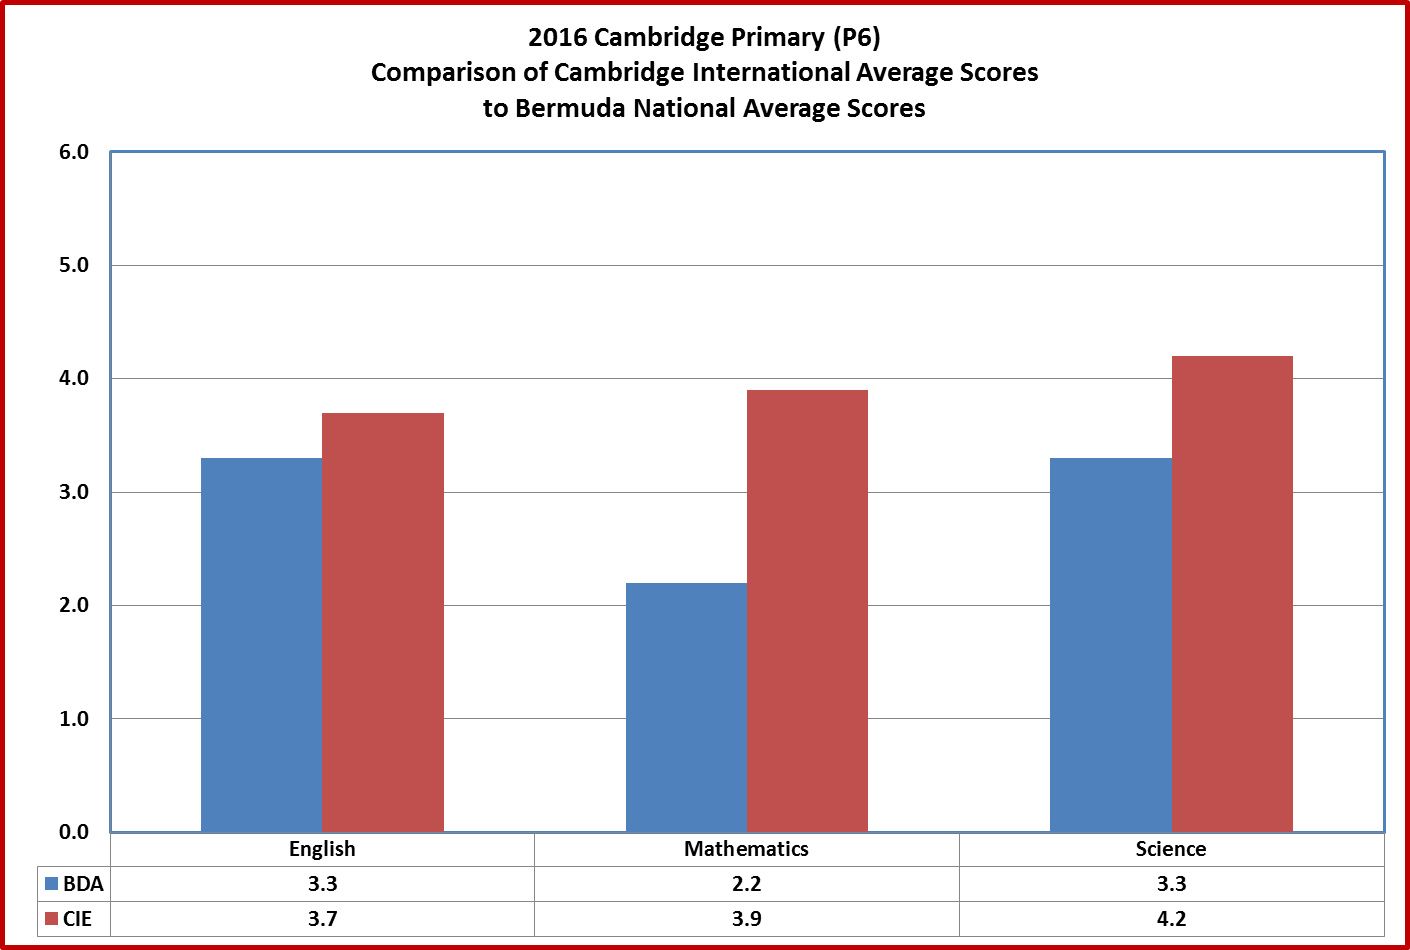 2016 Cambridge Primary (P6)
Comparison of Cambridge International Average Scores
to Bermuda National Average Scores
6.0
5.0
4.0
3.0
2.0
1.0
0.0
English Mathematics Science
BDA 3.3 2.2 3.3
CIE 3.7 3.9 4.2